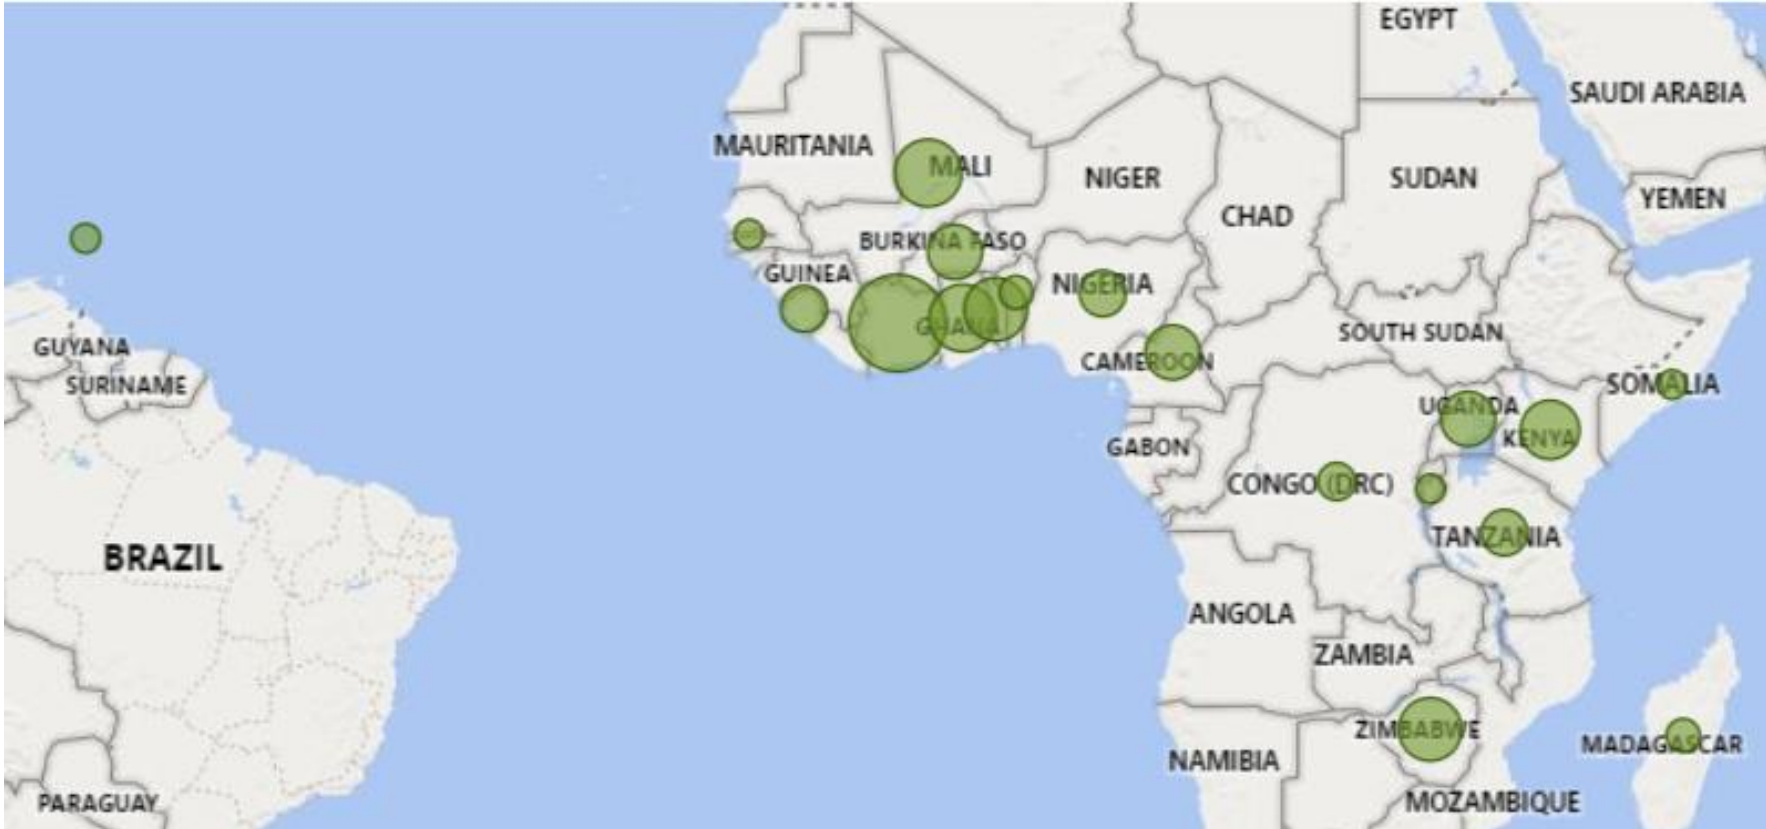 EGYPT
SAUDI ARABIA
MAURITANIA
MALI
NIGER
SUDAN
YEMEN
CHAD
BURKINA FASO
GUINEA
NIGERIA
GHANA
SOUTH SUDAN
GUYANA
CAMEROON
SURINAME
SOMALIA
UGANDA
KENYA
GABON
CONGO (DRC)
TANZANIA
BRAZIL
ANGOLA
ZAMBIA
ZIMBABWE
MADAGASCAR
NAMIBIA
PARAGUAY
MOZAMBIQUE